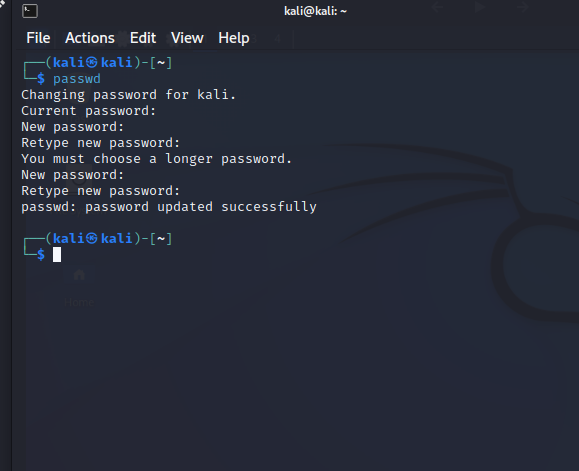 kali@kali: ~
File Actions Edit View Help
┌──(kali㉿kali)-[~]
└─$ passwd
Changing password for kali.
Current password:
New password:
Retype new password:
You must choose a longer password.
New password:
Retype new password:
passwd: password updated successfully
┌──(kali㉿kali)-[~]
└─$
Home